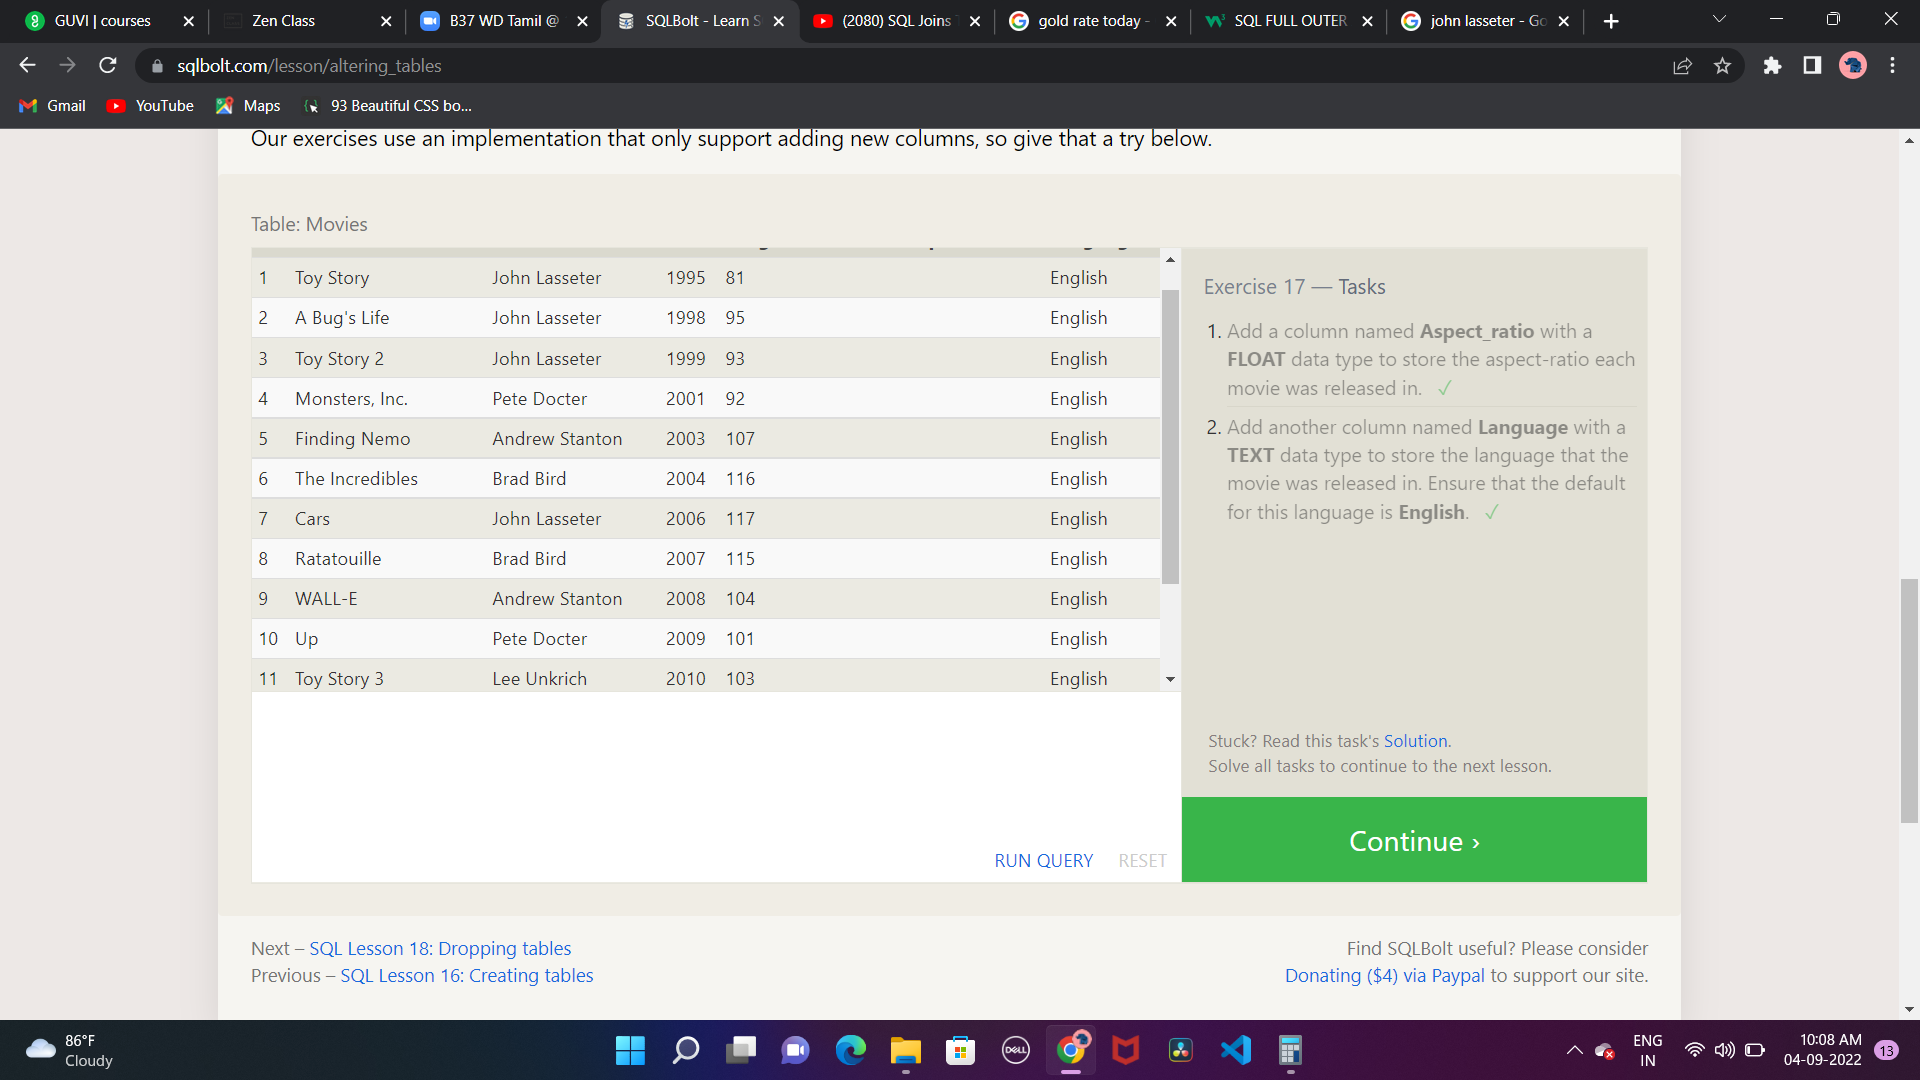 GUVI | courses
Zen Class
B37 WD Tamil @
SQLBolt - Learn S
(2080) SQL Joins
gold rate today -
SQL FULL OUTER
john lasseter - Go
sqlbolt.com/lesson/altering_tables
Gmail
YouTube
Maps
93 Beautiful CSS bo...
Our exercises use an implementation that only support adding new columns, so give that a try below.
Table: Movies
1 Toy Story John Lasseter 1995 81 English
2 A Bug's Life John Lasseter 1998 95 English
3 Toy Story 2 John Lasseter 1999 93 English
4 Monsters, Inc. Pete Docter 2001 92 English
5 Finding Nemo Andrew Stanton 2003 107 English
6 The Incredibles Brad Bird 2004 116 English
7 Cars John Lasseter 2006 117 English
8 Ratatouille Brad Bird 2007 115 English
9 WALL-E Andrew Stanton 2008 104 English
10 Up Pete Docter 2009 101 English
11 Toy Story 3 Lee Unkrich 2010 103 English
RUN QUERY RESET
Exercise 17 — Tasks
1. Add a column named Aspect_ratio with a
FLOAT data type to store the aspect-ratio each
movie was released in. ✓
2. Add another column named Language with a
TEXT data type to store the language that the
movie was released in. Ensure that the default
for this language is English. ✓
Stuck? Read this task's Solution.
Solve all tasks to continue to the next lesson.
Continue ›
Next – SQL Lesson 18: Dropping tables
Previous – SQL Lesson 16: Creating tables
Find SQLBolt useful? Please consider
Donating ($4) via Paypal to support our site.
86°F
Cloudy
DELL
ENG
IN
10:08 AM
04-09-2022
13